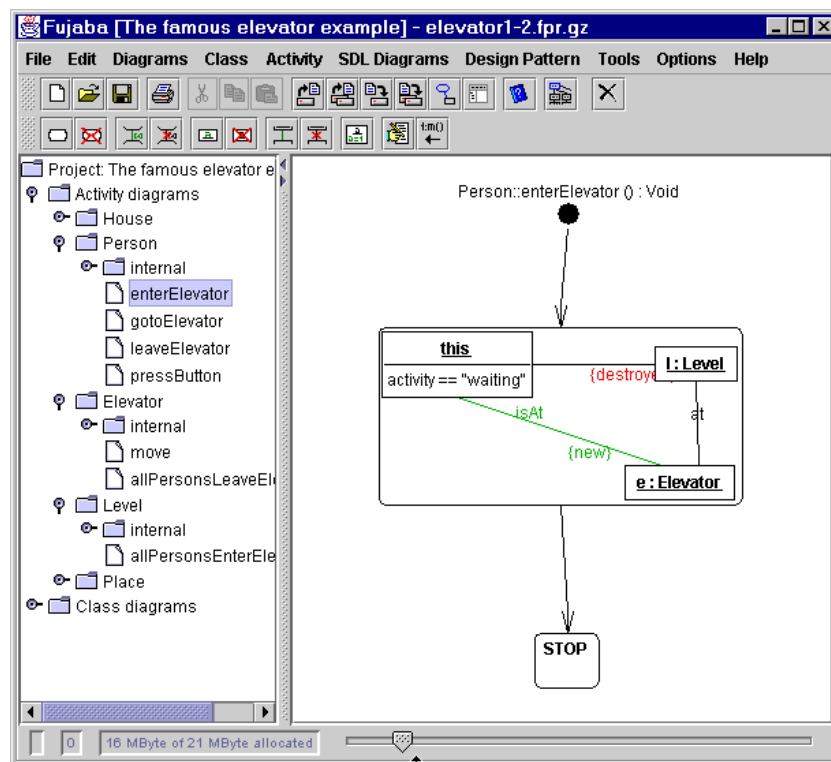 Fujaba [The famous elevator example] - elevator1-2.fpr.gz
File Edit Diagrams Class Activity SDL Diagrams Design Pattern Tools Options Help
1:m()
Project: The famous elevator e
Activity diagrams
House
Person
internal
enterElevator
gotoElevator
leaveElevator
pressButton
Elevator
internal
move
allPersonsLeaveEl
Level
internal
allPersonsEnterEle
Place
Class diagrams
Person::enterElevator () : Void
this
activity == "waiting"
l : Level
{destroye
isAt
at
{new}
e : Elevator
STOP
0
16 MByte of 21 MByte allocated